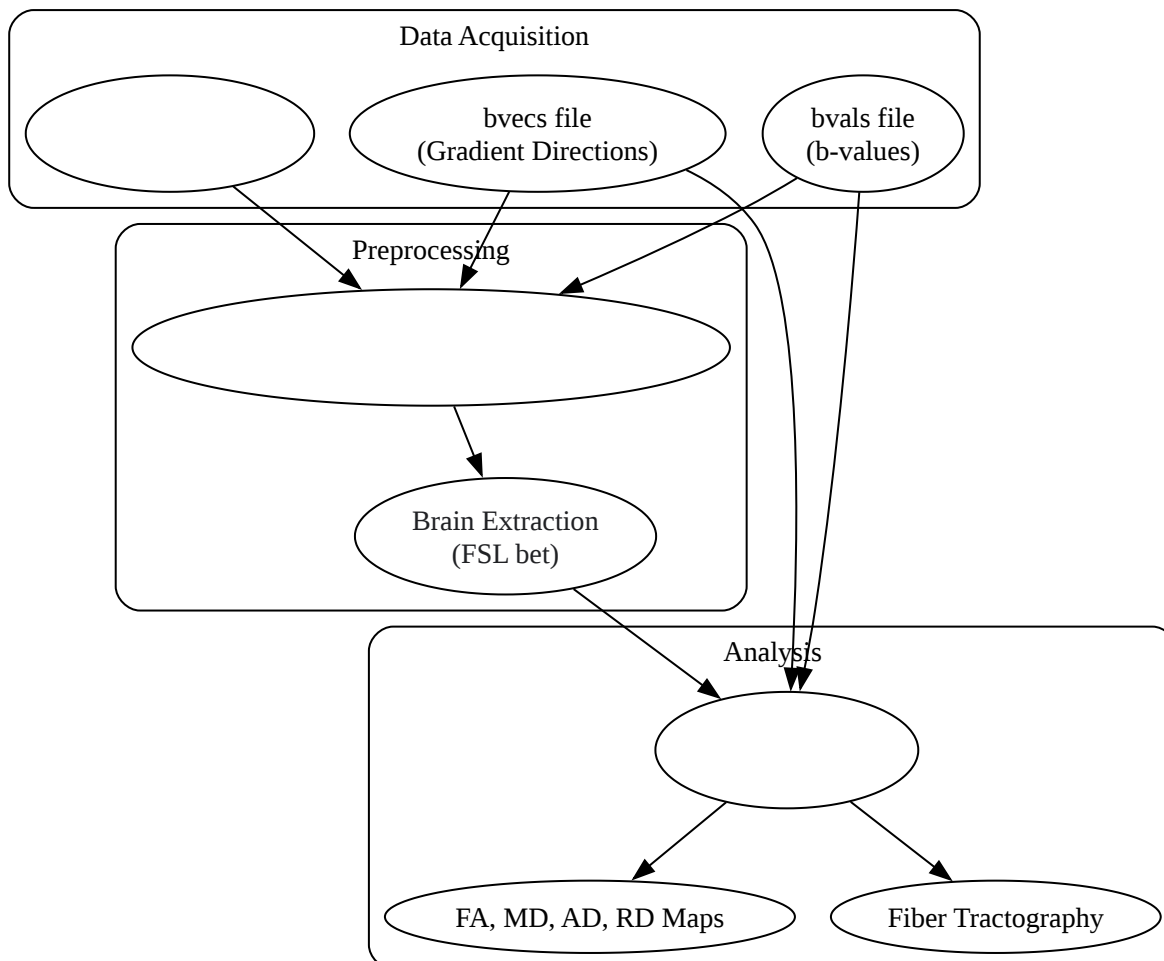 Data Acquisition
bvecs file
(Gradient Directions)
bvals file
(b-values)
Preprocessing
Brain Extraction
(FSL bet)
Analysis
FA, MD, AD, RD Maps
Fiber Tractography